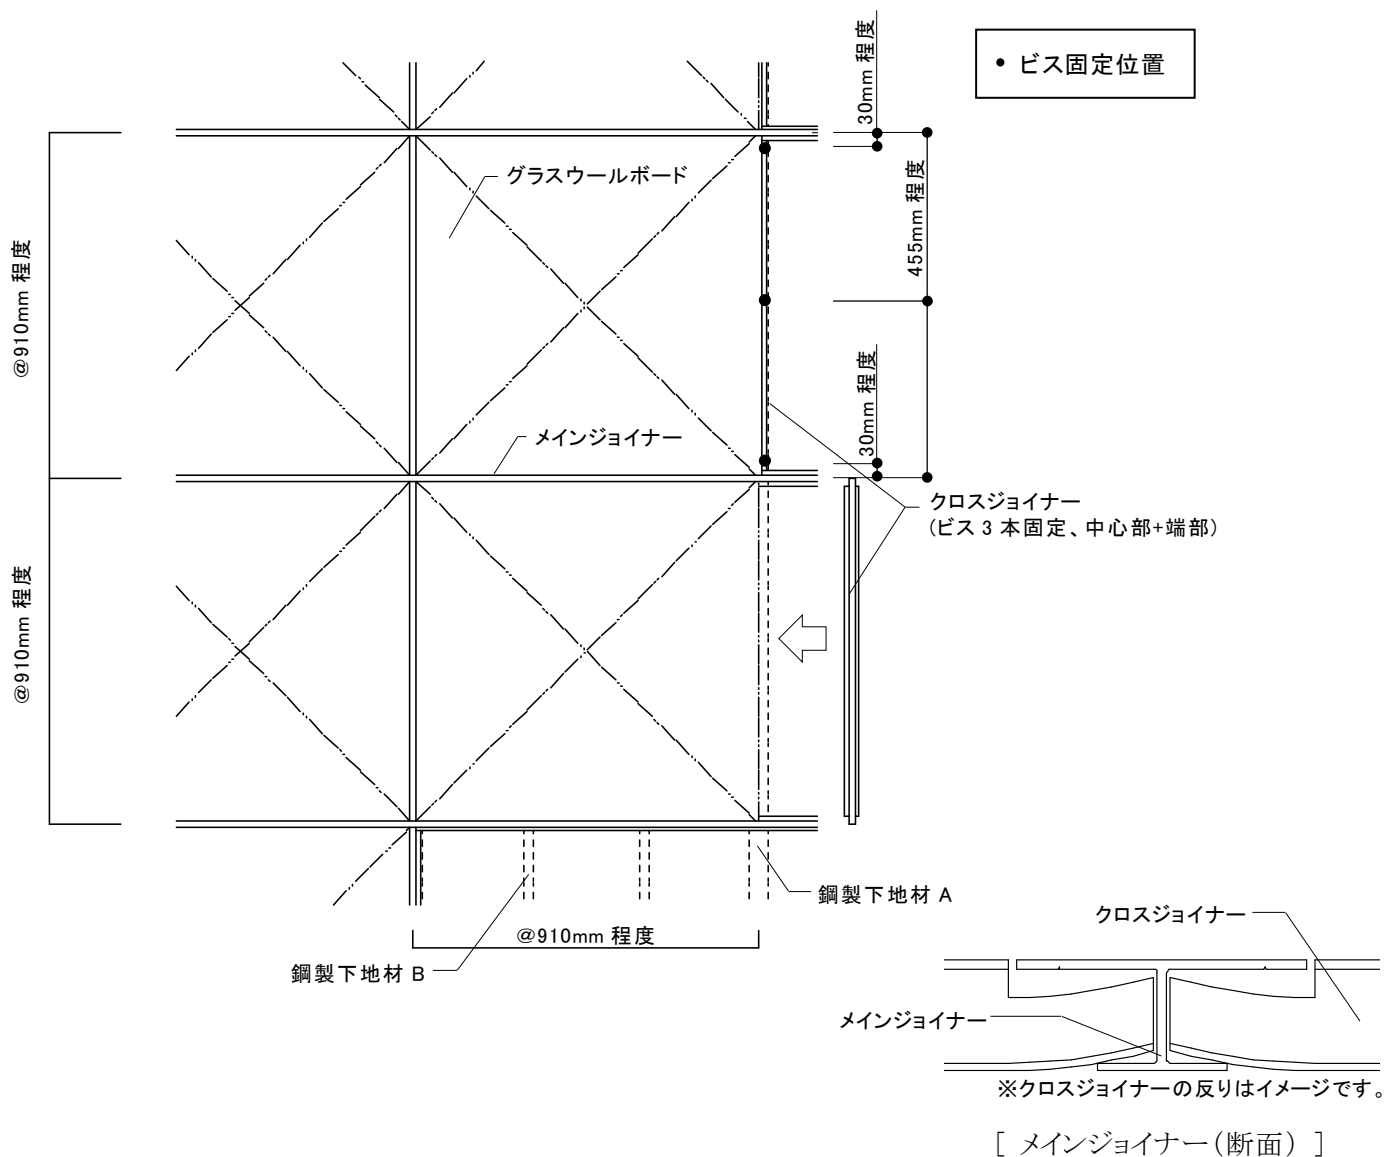 30mm 程度
● ビス固定位置
グラスウールボード
455mm 程度
@910mm 程度
30mm 程度
メインジョイナー
クロスジョイナー
(ビス 3 本固定、中心部+端部)
@910mm 程度
鋼製下地材 A
@910mm 程度
鋼製下地材 B
クロスジョイナー
メインジョイナー
※クロスジョイナーの反りはイメージです。
[ メインジョイナー(断面) ]